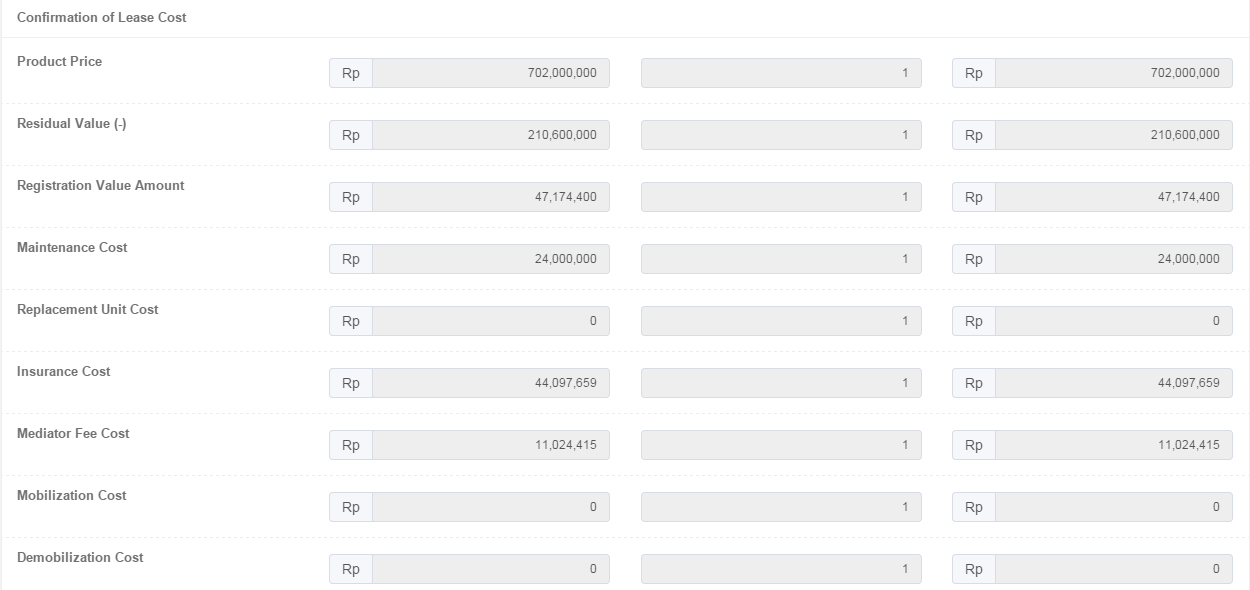 Confirmation of Lease Cost
Product Price
Rp 702,000,000 1 Rp 702,000,000
Residual Value (-)
Rp 210,600,000 1 Rp 210,600,000
Registration Value Amount
Rp 47,174,400 1 Rp 47,174,400
Maintenance Cost
Rp 24,000,000 1 Rp 24,000,000
Replacement Unit Cost
Rp 0 1 Rp 0
Insurance Cost
Rp 44,097,659 1 Rp 44,097,659
Mediator Fee Cost
Rp 11,024,415 1 Rp 11,024,415
Mobilization Cost
Rp 0 1 Rp 0
Demobilization Cost
Rp 0 1 Rp 0